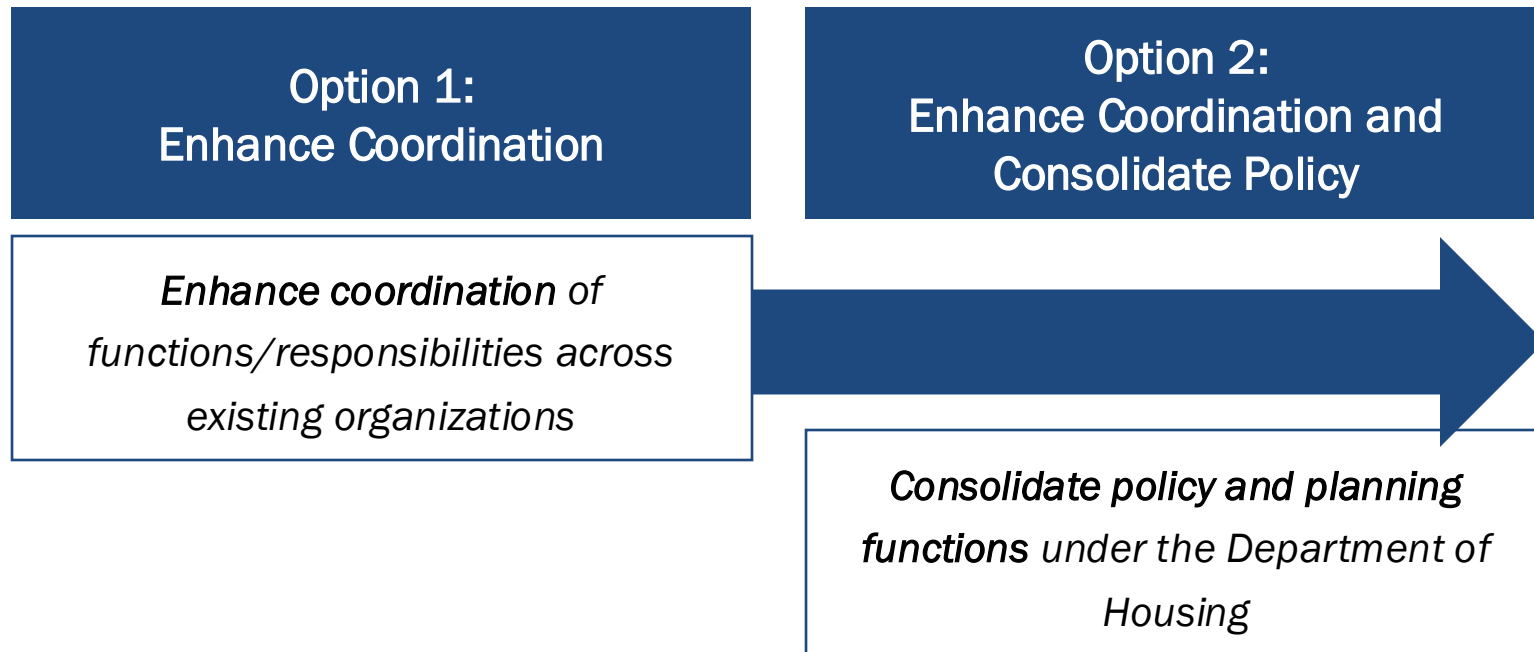 Option 1:
Enhance Coordination
Option 2:
Enhance Coordination and
Consolidate Policy
Enhance coordination of
functions/responsibilities across
existing organizations
Consolidate policy and planning
functions under the Department of
Housing